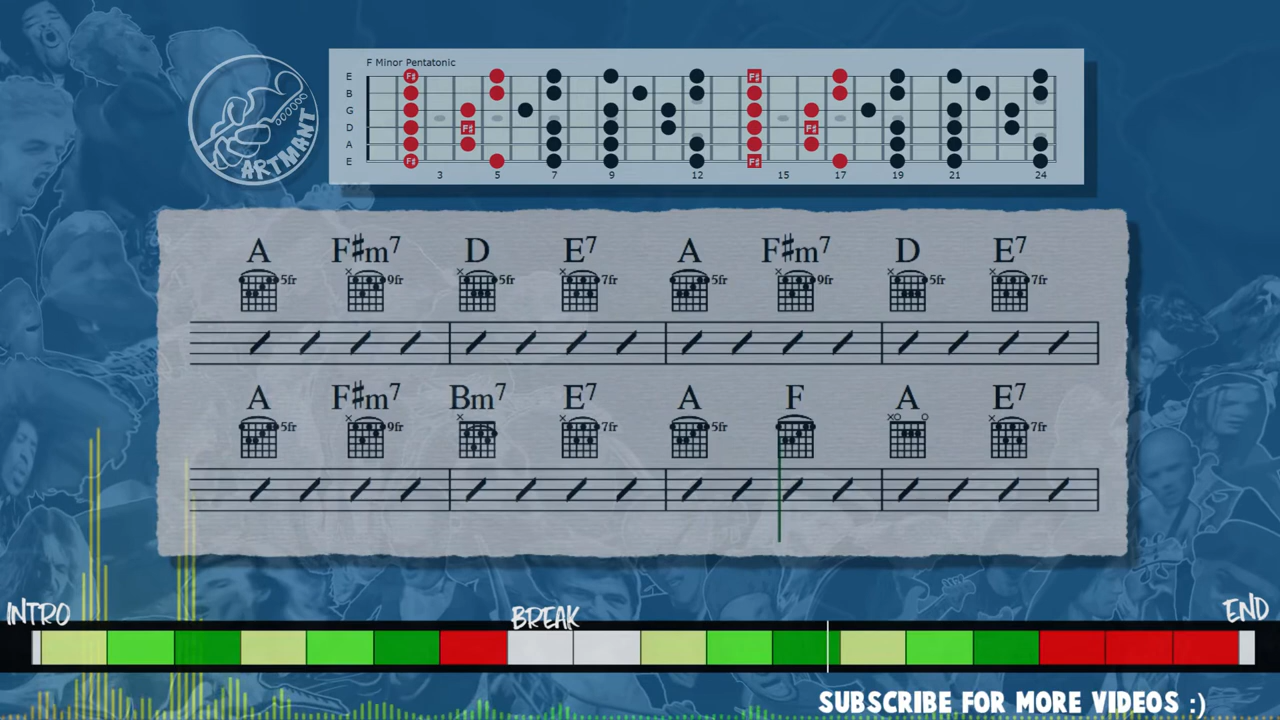 F Minor Pentatonic
E F♯ F♯
B
G
D F♯ F♯
A
E F♯ F♯
3 5 7 9 12 15 17 19 21 24
ARTMANT
A F♯m7 D E7 A F♯m7 D E7
× × × × × ×
5fr 9fr 5fr 7fr 5fr 9fr 5fr 7fr
A F♯m7 Bm7 E7 A F A E7
× × × ×○ ○ ×
5fr 9fr 7fr 5fr 7fr
INTRO BREAK END
SUBSCRIBE FOR MORE VIDEOS :)